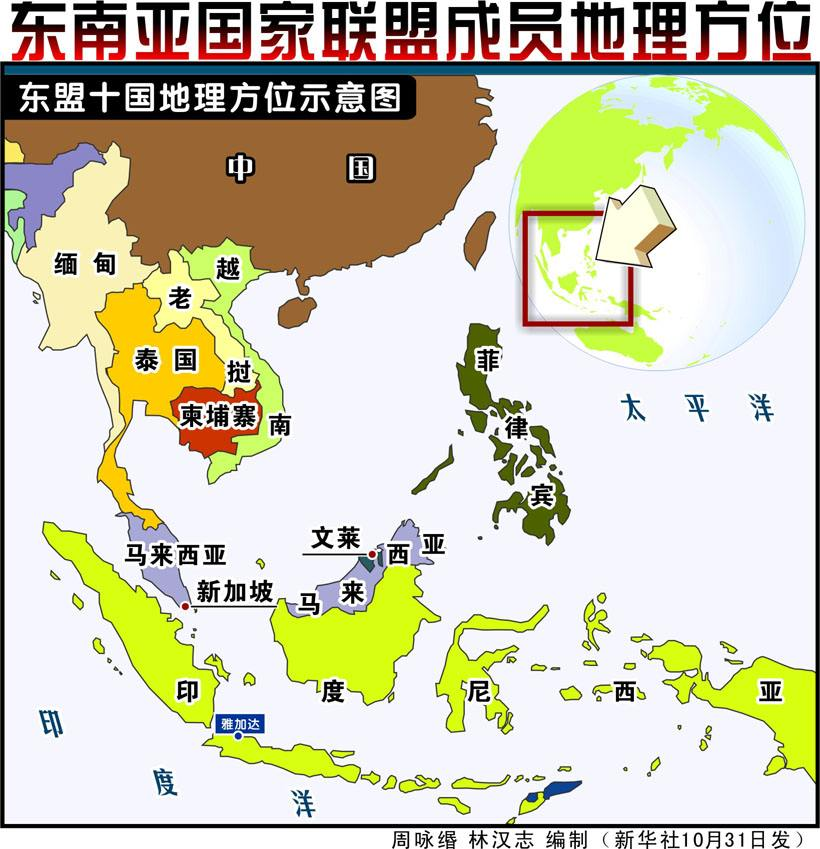 东南亚国家联盟成员地理方位
东盟十国地理方位示意图
中国
缅甸
越南
老挝
泰国
柬埔寨
菲律宾
太平洋
文莱
马来西亚
马来西亚
新加坡
印度尼西亚
雅加达
印度洋
周咏缗 林汉志 编制（新华社10月31日发）